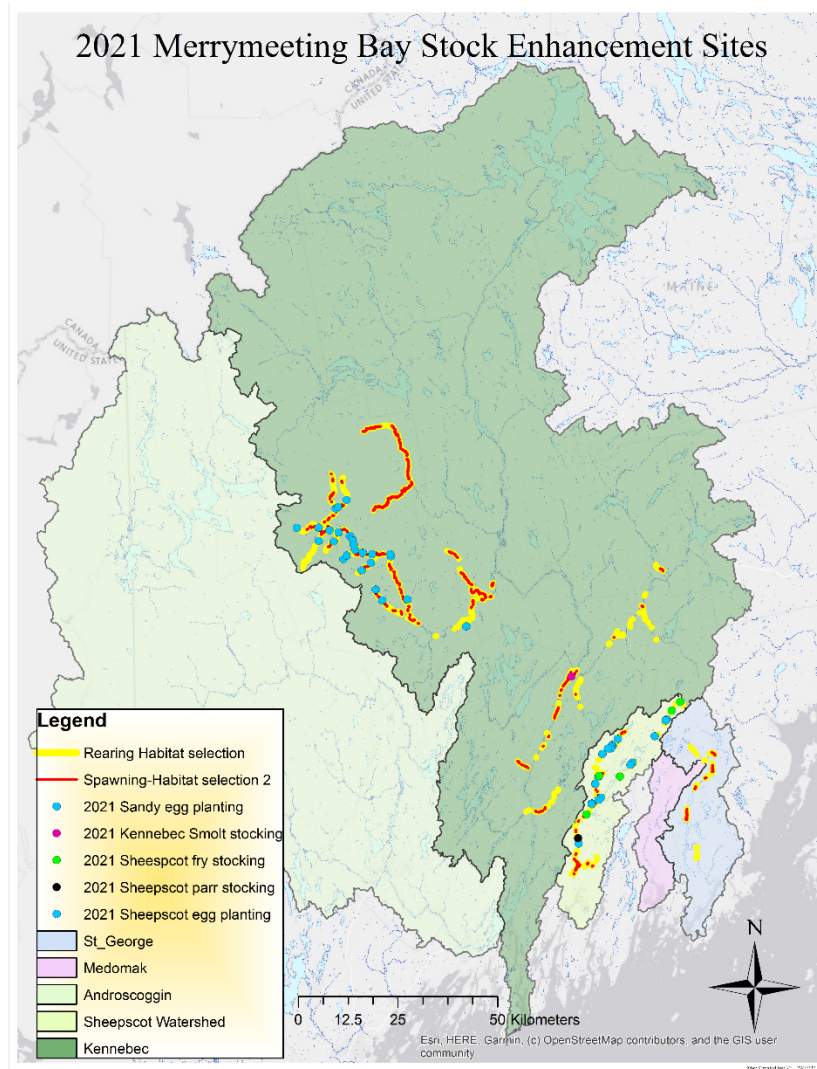 2021 Merrymeeting Bay Stock Enhancement Sites
CANADA
UNITED STATES
MAINE
CANADA
UNITED STATES
Legend
Rearing Habitat selection
Spawning-Habitat selection 2
2021 Sandy egg planting
2021 Kennebec Smolt stocking
2021 Sheespcot fry stocking
2021 Sheepscot parr stocking
2021 Sheepscot egg planting
St_George
Medomak
Androscoggin
Sheepscot Watershed
Kennebec
N
0 12.5 25 50 Kilometers
Esri, HERE, Garmin, (c) OpenStreetMap contributors, and the GIS user
community